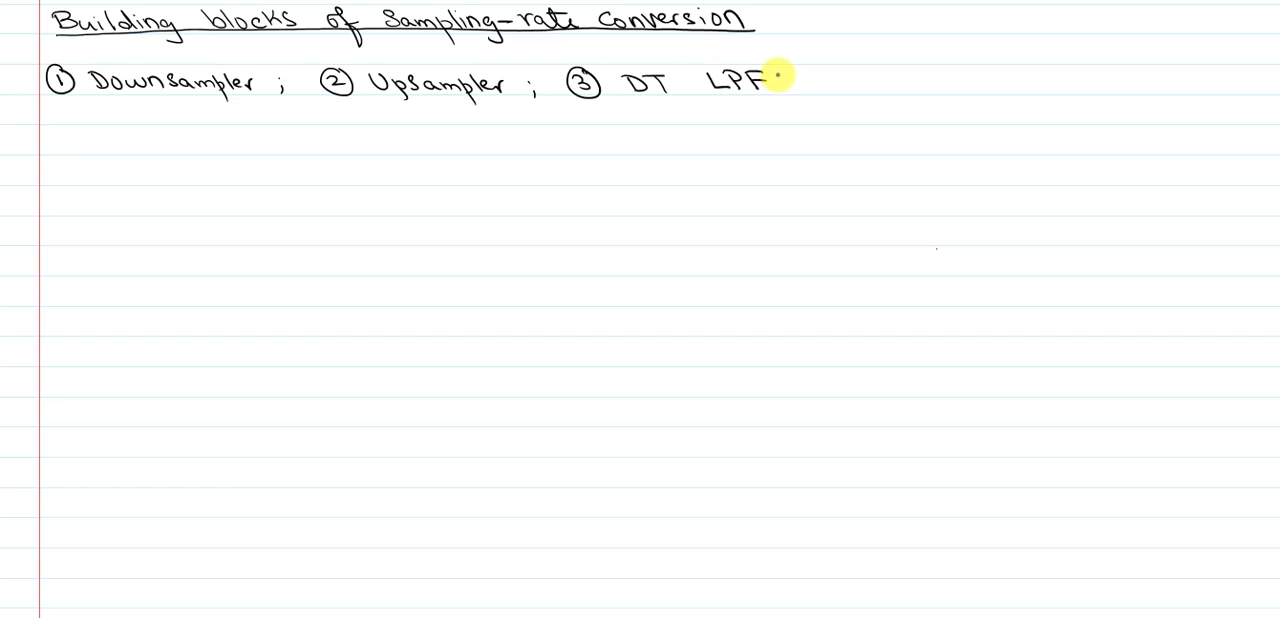 Building blocks of Sampling-rate conversion
① Downsampler ; ② Upsampler ; ③ DT LPF